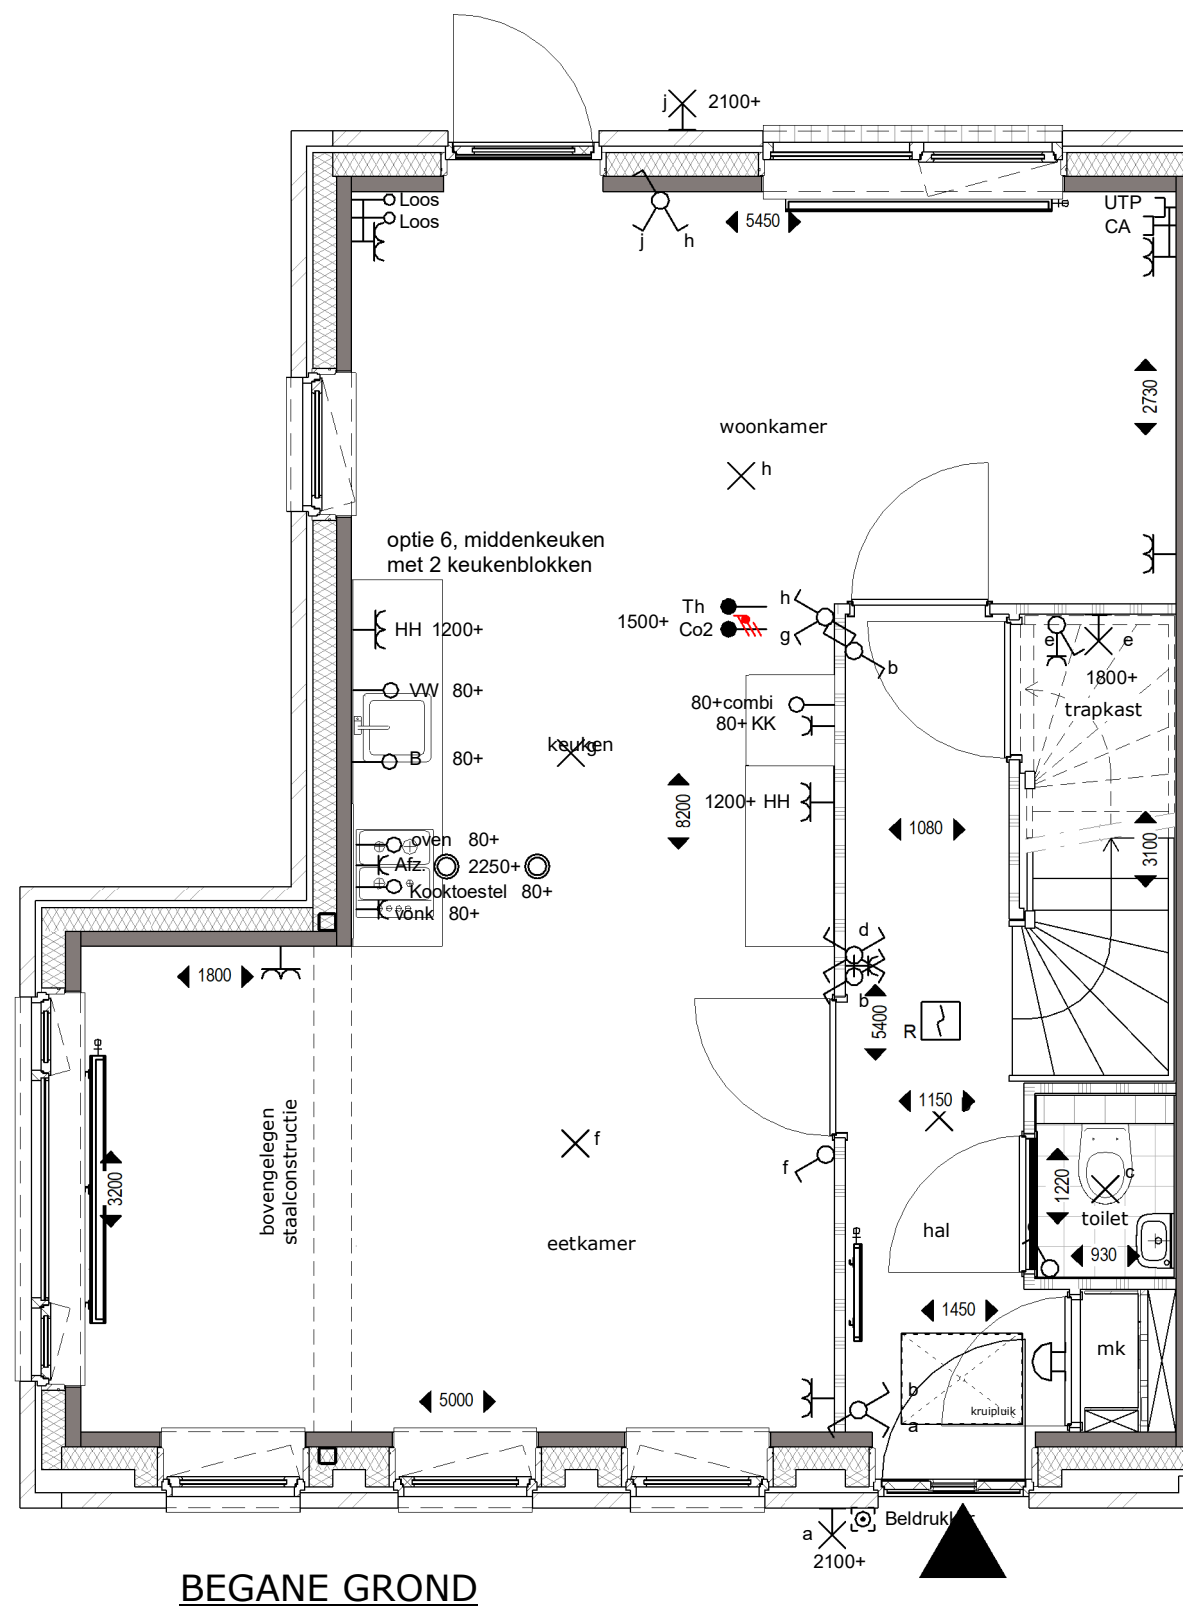 j 2100+
Loos
Loos
j h
5450
UTP
CA
2730
woonkamer
h
optie 6, middenkeuken
met 2 keukenblokken
HH 1200+
Th
1500+
Co2
h
g
b
e e
1800+
trapkast
VW 80+
80+combi
80+ KK
keuken
g
B 80+
8200
1200+ HH
1080
3100
oven 80+
Afz. 2250+
Kooktoestel 80+
vonk 80+
d
b
1800
5400
R
1150
bovengelegen
staalconstructie
f
f
3200
1220
c
toilet
hal
eetkamer
930
1450
mk
5000
b
a
kruipluik
a
Beldrukker
2100+
BEGANE GROND